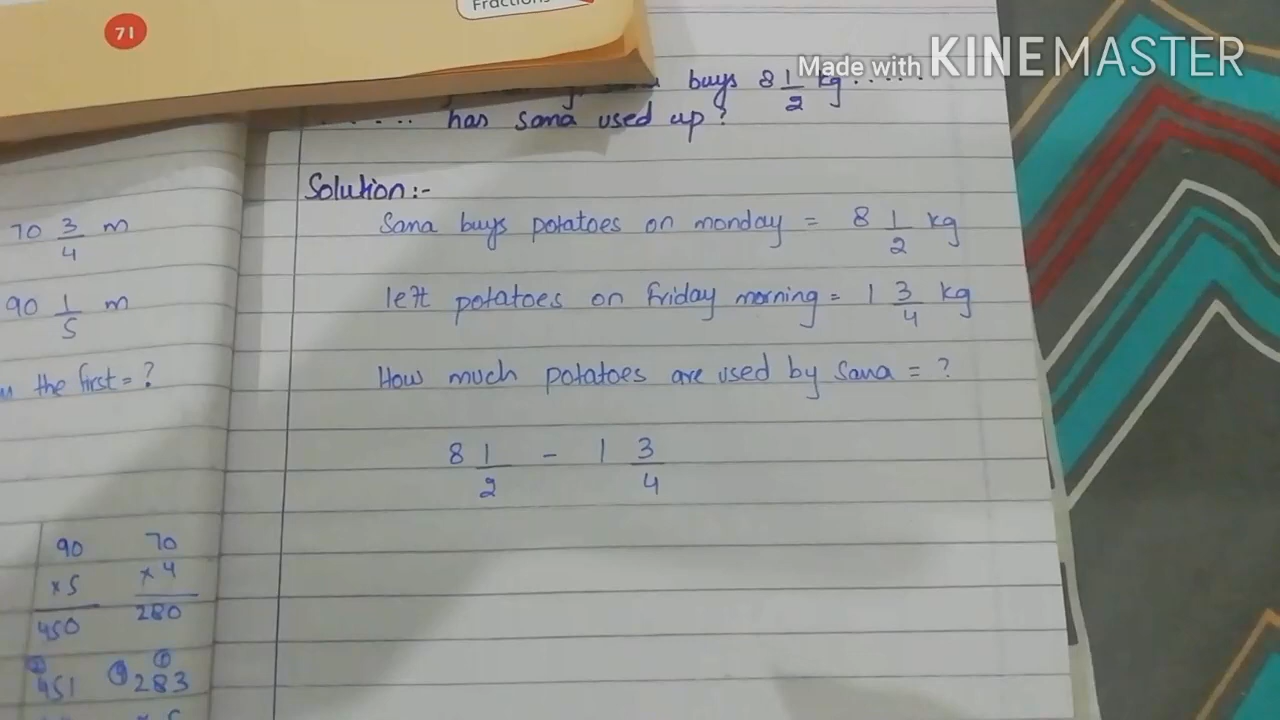 71
Fractions
Made with KINEMASTER
buys 8 1/2 kg ......
...... has sana used up?
Solution:-
Sana buys potatoes on monday = 8 1/2 kg
left potatoes on Friday morning = 1 3/4 kg
How much potatoes are used by Sana = ?
8 1/2 - 1 3/4
70 3/4 m
90 1/5 m
the first = ?
90 70
x5 x4
450 280
451 283